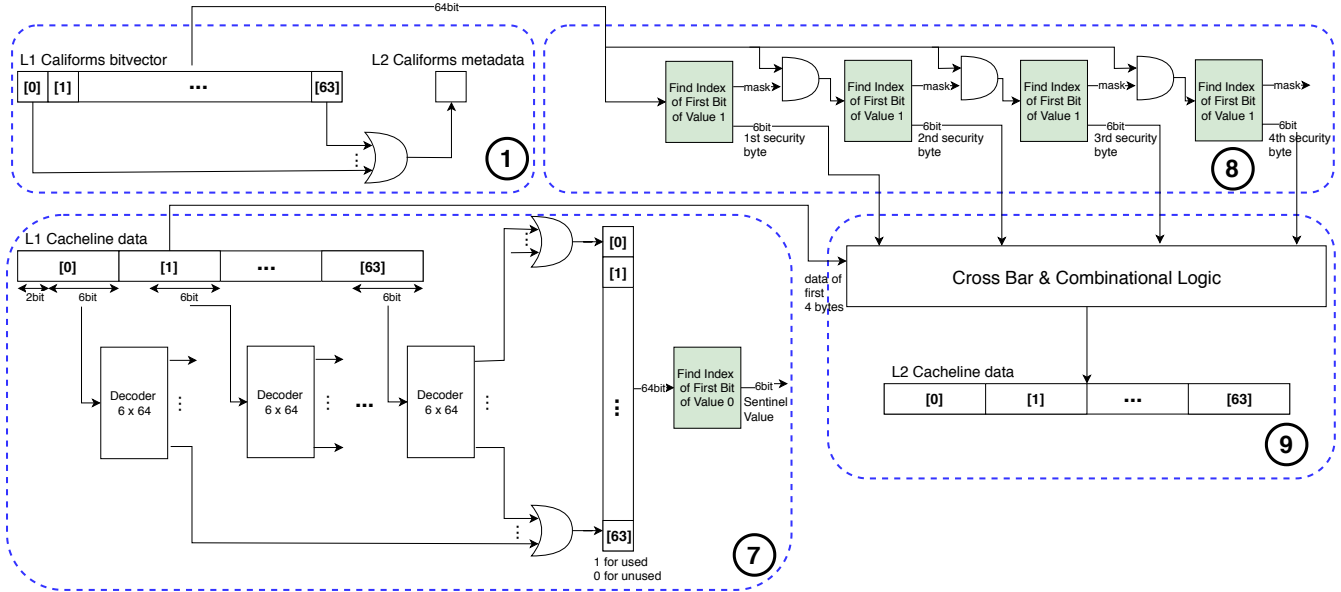 64bit
L1 Califorms bitvector
L2 Califorms metadata
[0]
[1]
...
[63]
⋮
1
Find Index
of First Bit
of Value 1
mask
6bit
1st security
byte
Find Index
of First Bit
of Value 1
mask
6bit
2nd security
byte
Find Index
of First Bit
of Value 1
mask
6bit
3rd security
byte
Find Index
of First Bit
of Value 1
mask
6bit
4th security
byte
8
L1 Cacheline data
[0]
[1]
...
[63]
2bit
6bit
6bit
6bit
Decoder
6 x 64
⋮
Decoder
6 x 64
⋮
...
Decoder
6 x 64
⋮
⋮
⋮
[0]
[1]
⋮
[63]
1 for used
0 for unused
64bit
Find Index
of First Bit
of Value 0
6bit
Sentinel
Value
7
data of
first
4 bytes
Cross Bar & Combinational Logic
L2 Cacheline data
[0]
[1]
...
[63]
9